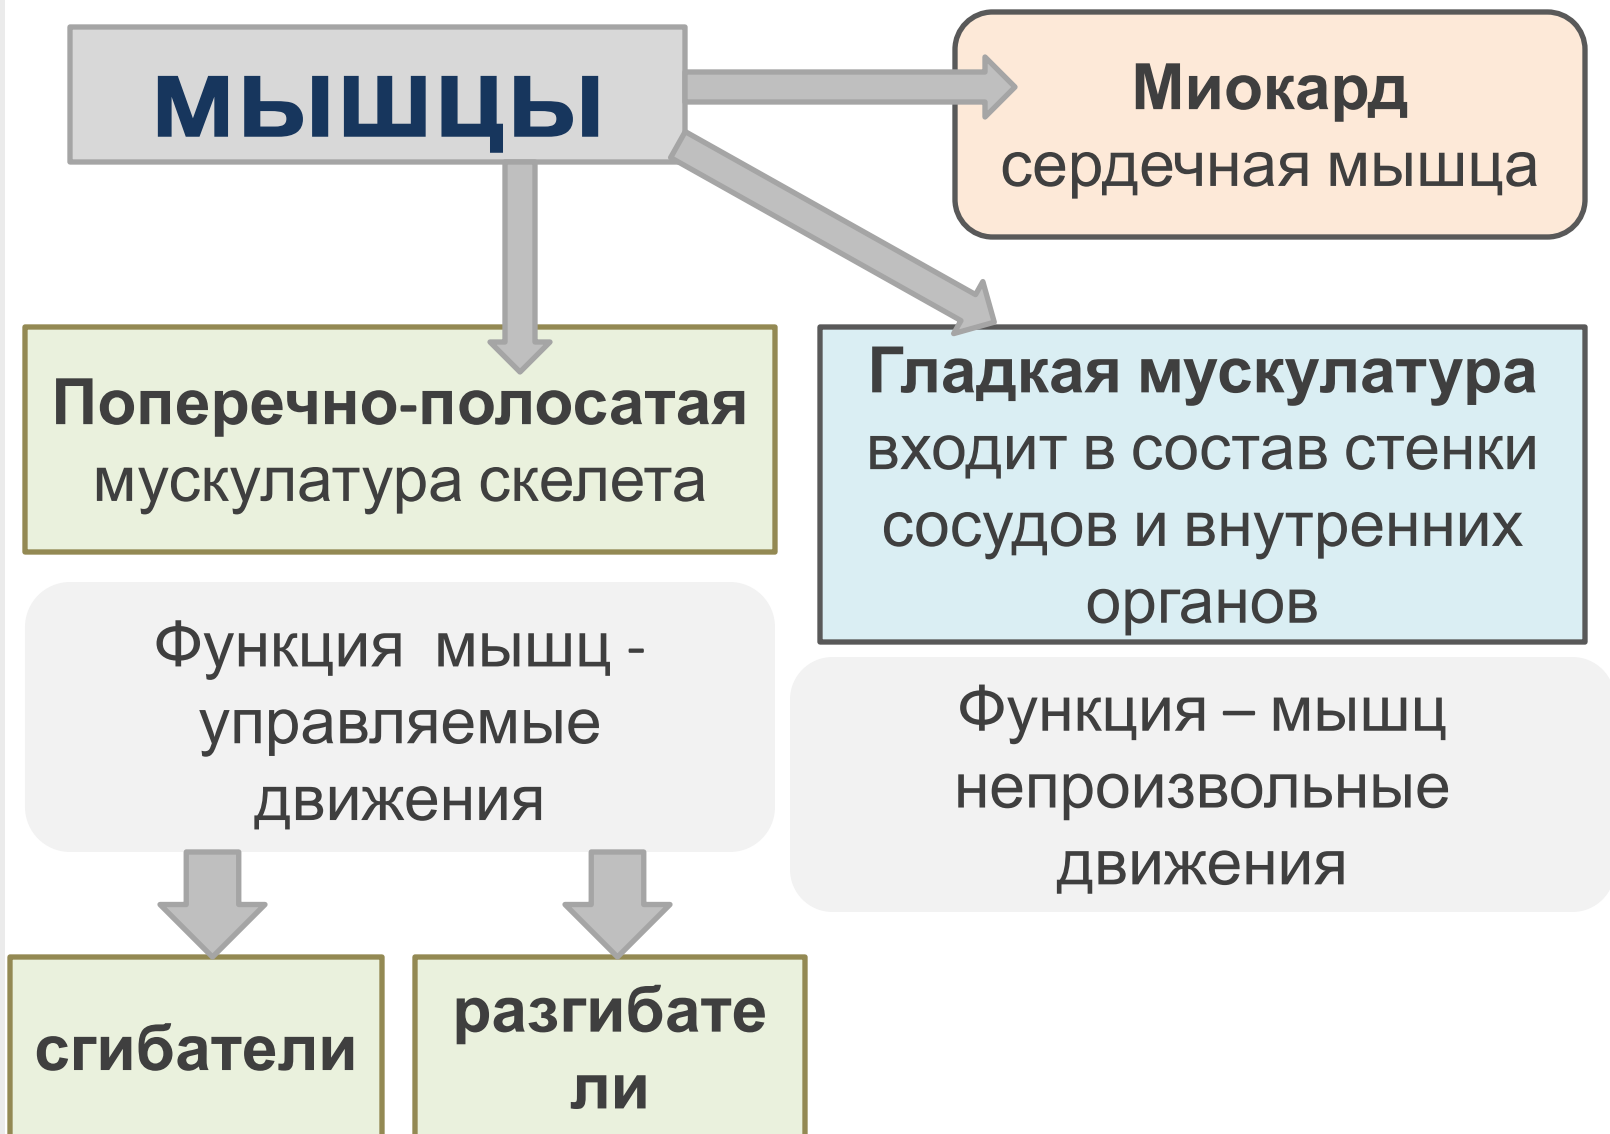 мышцы
Миокард
сердечная мышца
Поперечно-полосатая
мускулатура скелета
Гладкая мускулатура
входит в состав стенки
сосудов и внутренних
органов
Функция мышц -
управляемые
движения
Функция – мышц
непроизвольные
движения
сгибатели
разгибате
ли